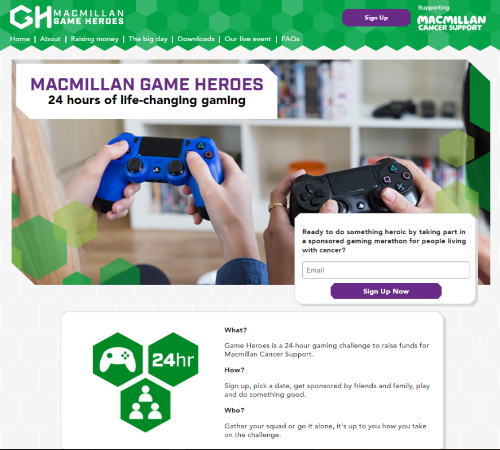 GH MACMILLAN
GAME HEROES
Sign Up
Supporting
MACMILLAN
CANCER SUPPORT
Home | About | Raising money | The big day | Downloads | Our live event | FAQs
MACMILLAN GAME HEROES
24 hours of life-changing gaming
Ready to do something heroic by taking part in
a sponsored gaming marathon for people living
with cancer?
Email
Sign Up Now
24hr
What?
Game Heroes is a 24-hour gaming challenge to raise funds for
Macmillan Cancer Support.
How?
Sign up, pick a date, get sponsored by friends and family, play
and do something good.
Who?
Gather your squad or go it alone, it's up to you how you take
on the challenge.